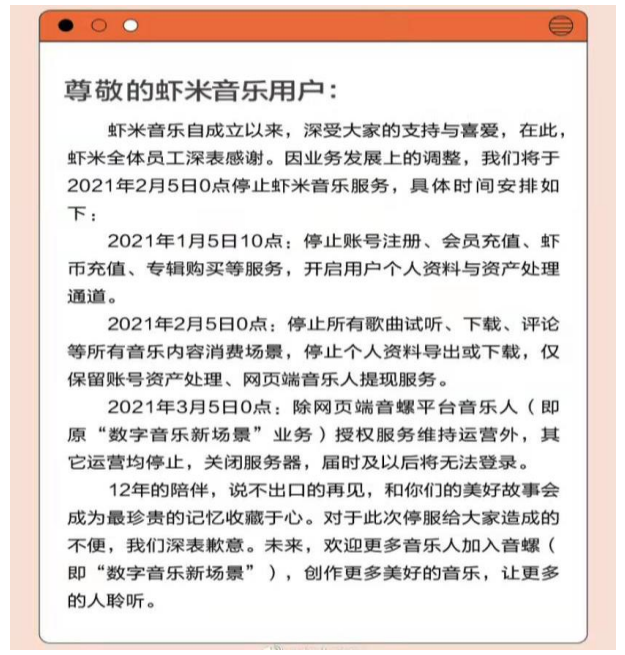 尊敬的虾米音乐用户：
虾米音乐自成立以来，深受大家的支持与喜爱，在此，
虾米全体员工深表感谢。因业务发展上的调整，我们将于
2021年2月5日0点停止虾米音乐服务，具体时间安排如
下：
2021年1月5日10点：停止账号注册、会员充值、虾
币充值、专辑购买等服务，开启用户个人资料与资产处理
通道。
2021年2月5日0点：停止所有歌曲试听、下载、评论
等所有音乐内容消费场景，停止个人资料导出或下载，仅
保留账号资产处理、网页端音乐人提现服务。
2021年3月5日0点：除网页端音螺平台音乐人（即
原“数字音乐新场景”业务）授权服务维持运营外，其
它运营均停止，关闭服务器，届时及以后将无法登录。
12年的陪伴，说不出口的再见，和你们的美好故事会
成为最珍贵的记忆收藏于心。对于此次停服给大家造成的
不便，我们深表歉意。未来，欢迎更多音乐人加入音螺（
即“数字音乐新场景”），创作更多美好的音乐，让更多
的人聆听。